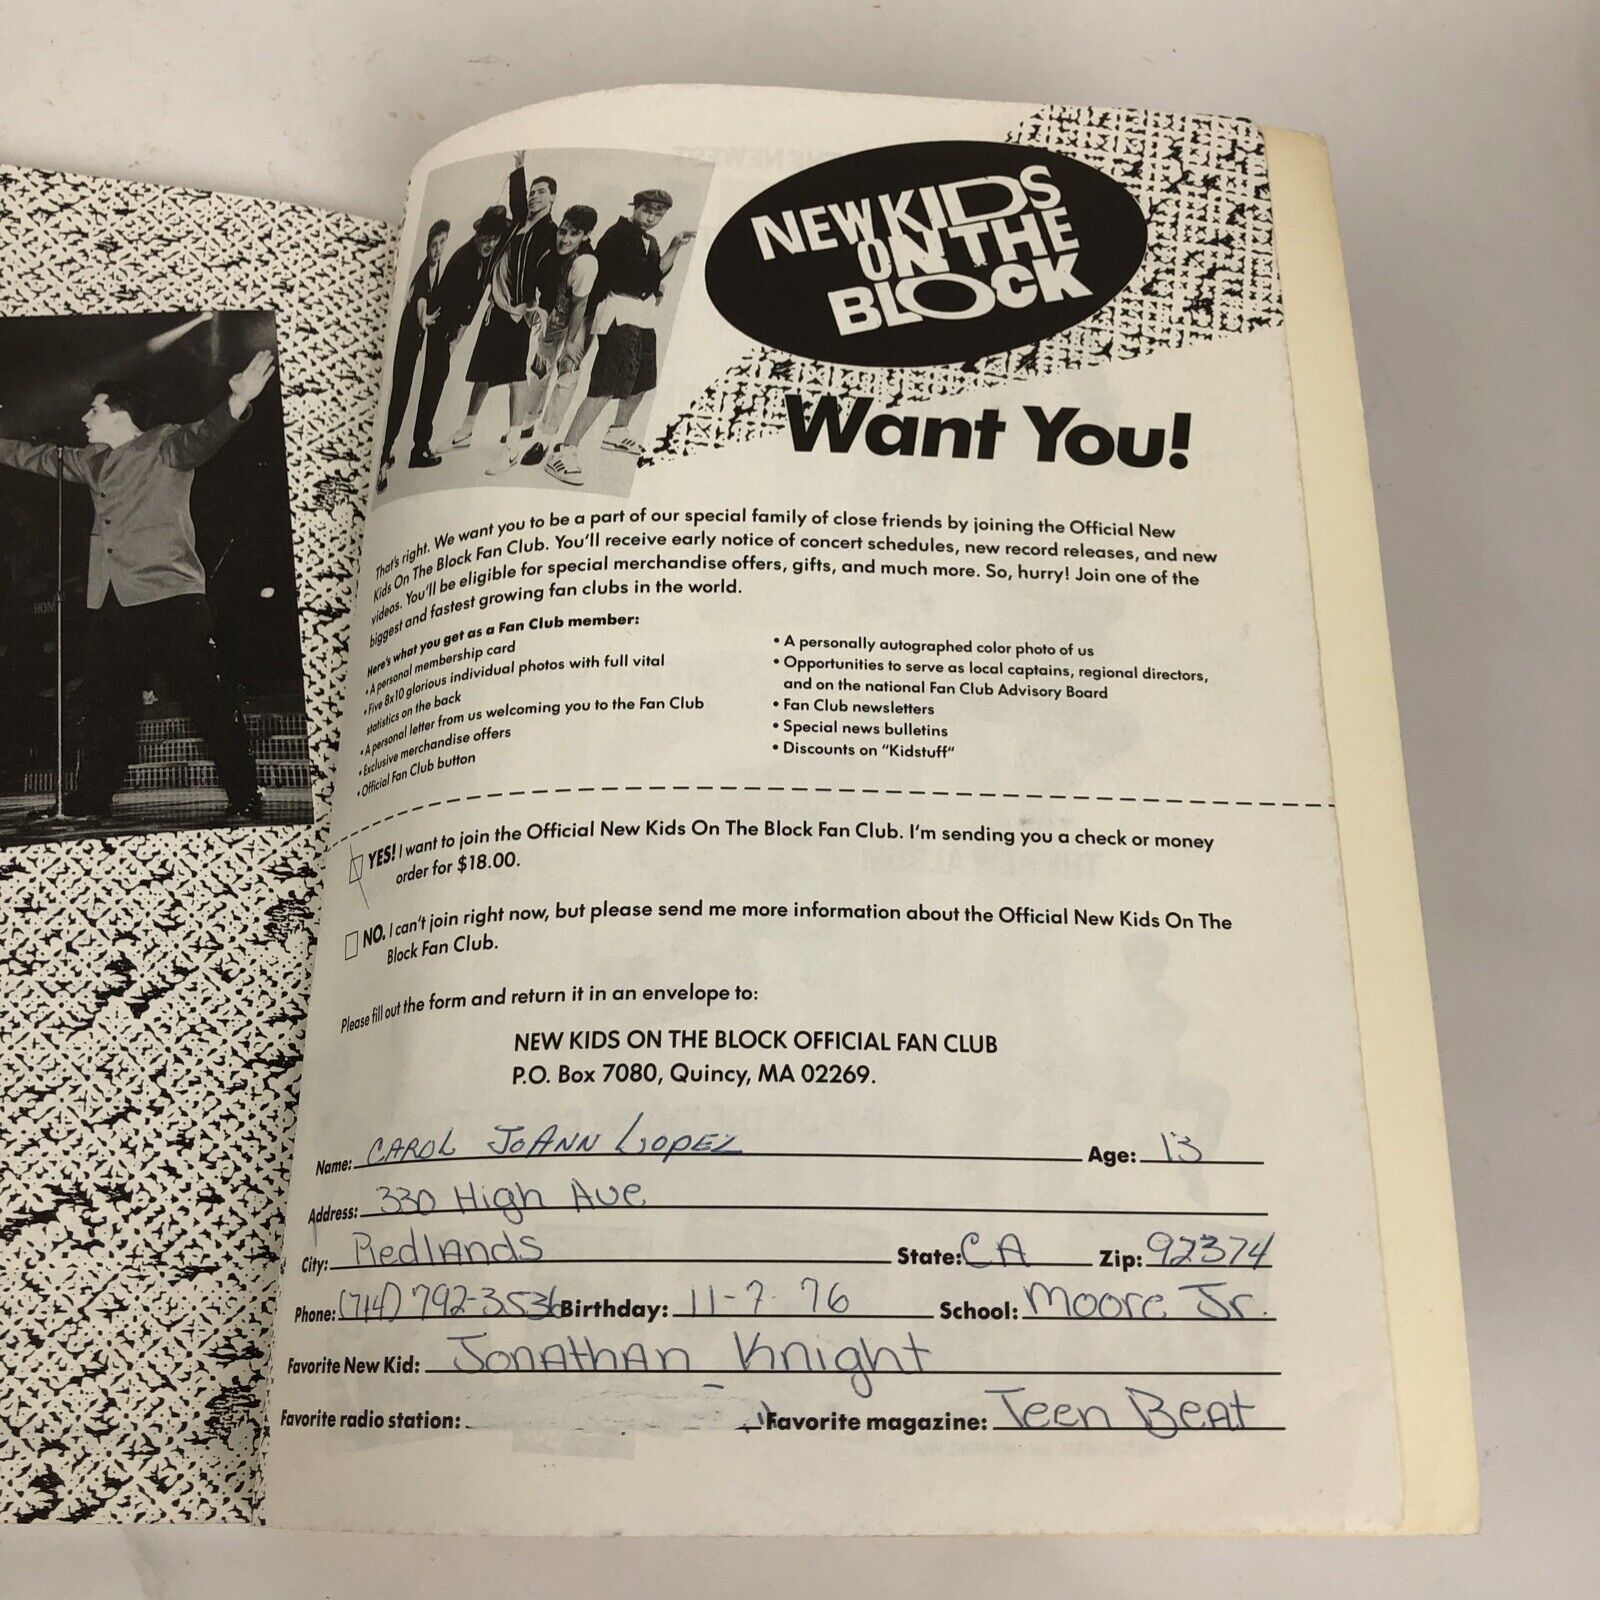 NEW KIDS
ON THE
BLOCK
Want You!
That's right. We want you to be a part of our special family of close friends by joining the Official New
Kids On The Block Fan Club. You'll receive early notice of concert schedules, new record releases, and new
videos. You'll be eligible for special merchandise offers, gifts, and much more. So, hurry! Join one of the
biggest and fastest growing fan clubs in the world.
Here's what you get as a Fan Club member:
• A personal membership card
• Five 8x10 glorious individual photos with full vital
statistics on the back
• A personal letter from us welcoming you to the Fan Club
• Exclusive merchandise offers
• Official Fan Club button
• A personally autographed color photo of us
• Opportunities to serve as local captains, regional directors,
and on the national Fan Club Advisory Board
• Fan Club newsletters
• Special news bulletins
• Discounts on "Kidstuff"
YES! I want to join the Official New Kids On The Block Fan Club. I'm sending you a check or money
order for $18.00.
NO. I can't join right now, but please send me more information about the Official New Kids On The
Block Fan Club.
Please fill out the form and return it in an envelope to:
NEW KIDS ON THE BLOCK OFFICIAL FAN CLUB
P.O. Box 7080, Quincy, MA 02269.
Name: CAROL JoANN LOPEZ Age: 13
Address: 330 High Ave
City: Redlands State: CA Zip: 92374
Phone: (714) 792-3536 Birthday: 11-7-76 School: Moore Jr.
Favorite New Kid: Jonathan Knight
Favorite radio station: Favorite magazine: Teen Beat